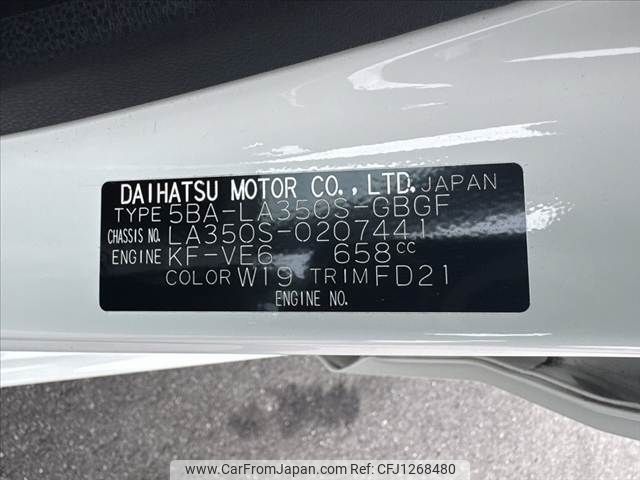 DAIHATSU MOTOR CO.,LTD. JAPAN
TYPE 5BA-LA350S-GBGF
CHASSIS NO. LA350S-0207441
ENGINE KF-VE6 658cc
COLOR W19 TRIM FD21
ENGINE NO.
www.CarFromJapan.com - CFJ1268480